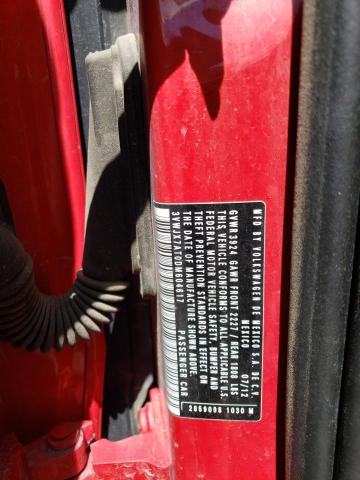 MFD BY VOLKSWAGEN DE MEXICO S.A. DE C.V.
MEXICO 07/12
GVWR 3924 GAWR FRONT 2227/ REAR 1808 LBS
THIS VEHICLE CONFORMS TO ALL APPLICABLE U.S.
FEDERAL MOTOR VEHICLE SAFETY, BUMPER AND
THEFT PREVENTION STANDARDS IN EFFECT ON
THE DATE OF MANUFACTURE SHOWN ABOVE.
3VWJX7AT0DM604817 PASSENGER CAR
2859098 1030 M